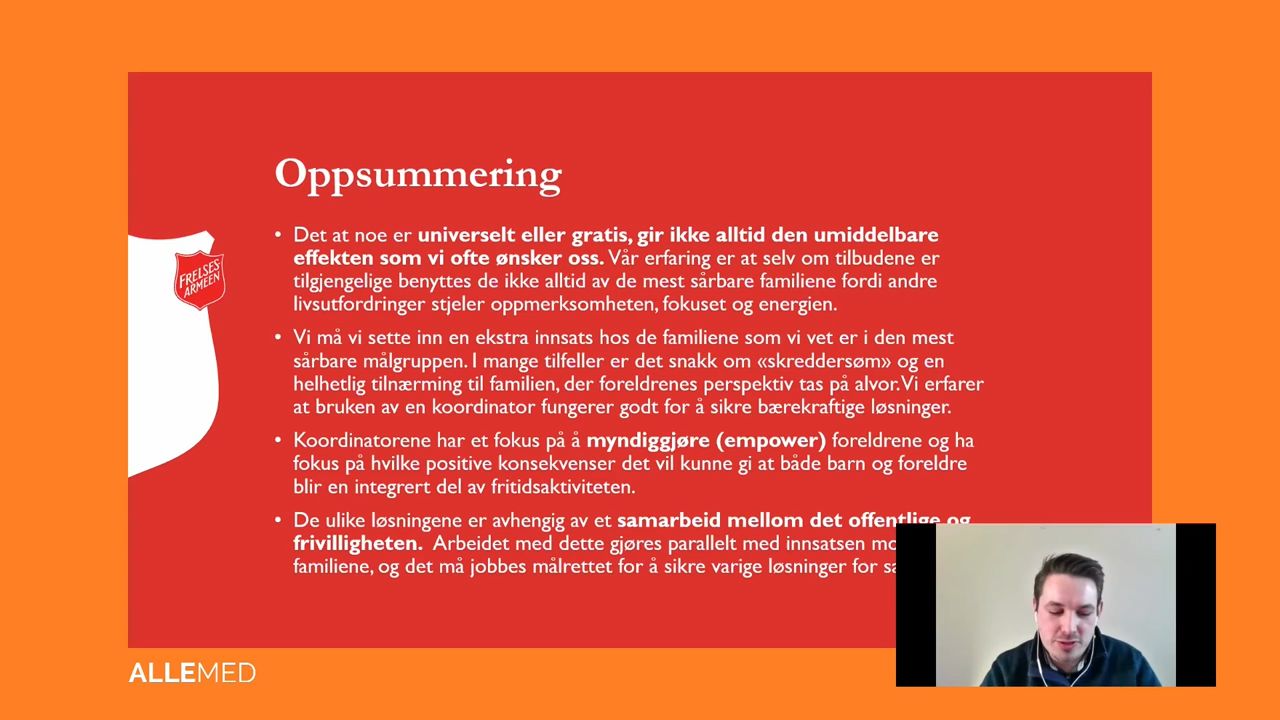 Oppsummering
• Det at noe er universelt eller gratis, gir ikke alltid den umiddelbare
effekten som vi ofte ønsker oss. Vår erfaring er at selv om tilbudene er
tilgjengelige benyttes de ikke alltid av de mest sårbare familiene fordi andre
livsutfordringer stjeler oppmerksomheten, fokuset og energien.
FRELSES
ARMEEN
• Vi må vi sette inn en ekstra innsats hos de familiene som vi vet er i den mest
sårbare målgruppen. I mange tilfeller er det snakk om «skreddersøm» og en
helhetlig tilnærming til familien, der foreldrenes perspektiv tas på alvor. Vi erfarer
at bruken av en koordinator fungerer godt for å sikre bærekraftige løsninger.
• Koordinatorene har et fokus på å myndiggjøre (empower) foreldrene og ha
fokus på hvilke positive konsekvenser det vil kunne gi at både barn og foreldre
blir en integrert del av fritidsaktiviteten.
• De ulike løsningene er avhengig av et samarbeid mellom det offentlige og
frivilligheten. Arbeidet med dette gjøres parallelt med innsatsen
familiene, og det må jobbes målrettet for å sikre varige løsninger for
ALLEMED